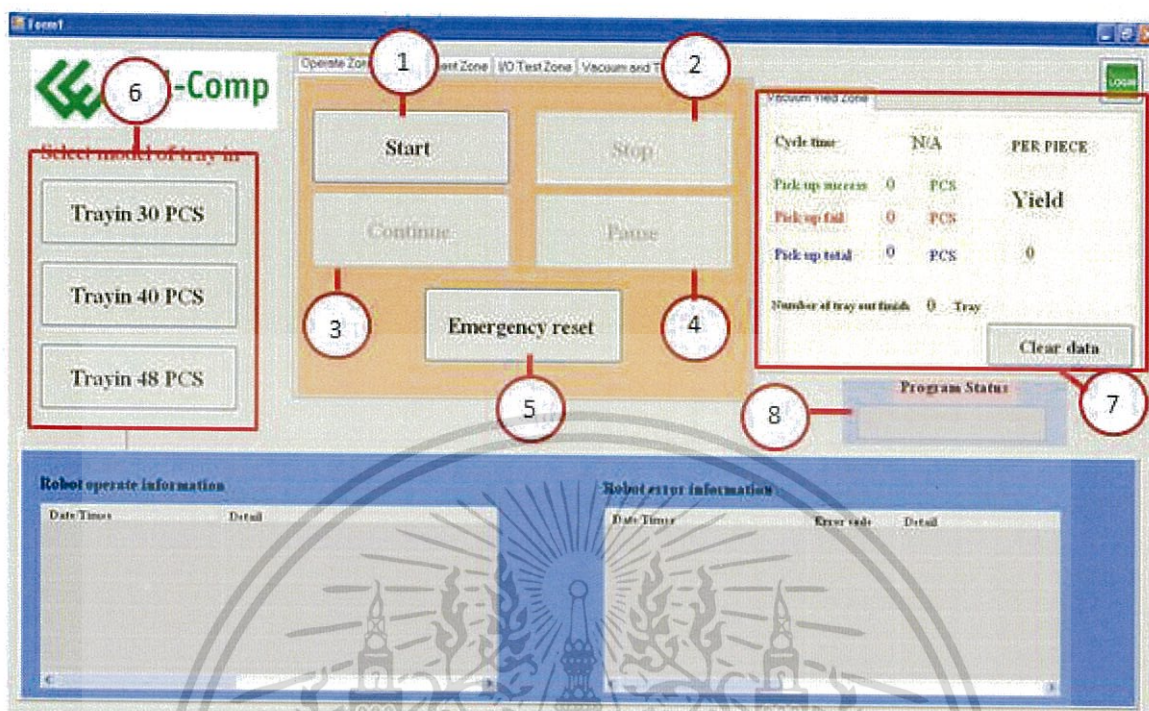 Form1
-Comp
Login
6
1
2
Operate Zone
I/O Test Zone
Vacuum and T
Select model of tray in
Trayin 30 PCS
Trayin 40 PCS
Trayin 48 PCS
Start
Stop
Continue
Pause
3
4
Emergency reset
5
Vacuum Yield Zone
Cycle time N/A PER PIECE
Pick up success 0 PCS
Yield
Pick up fail 0 PCS
Pick up total 0 PCS 0
Number of tray out finish 0 Tray
Clear data
7
Program Status
8
Robot operate information
Date/Times Detail
Robot error information
Date/Times Error code Detail